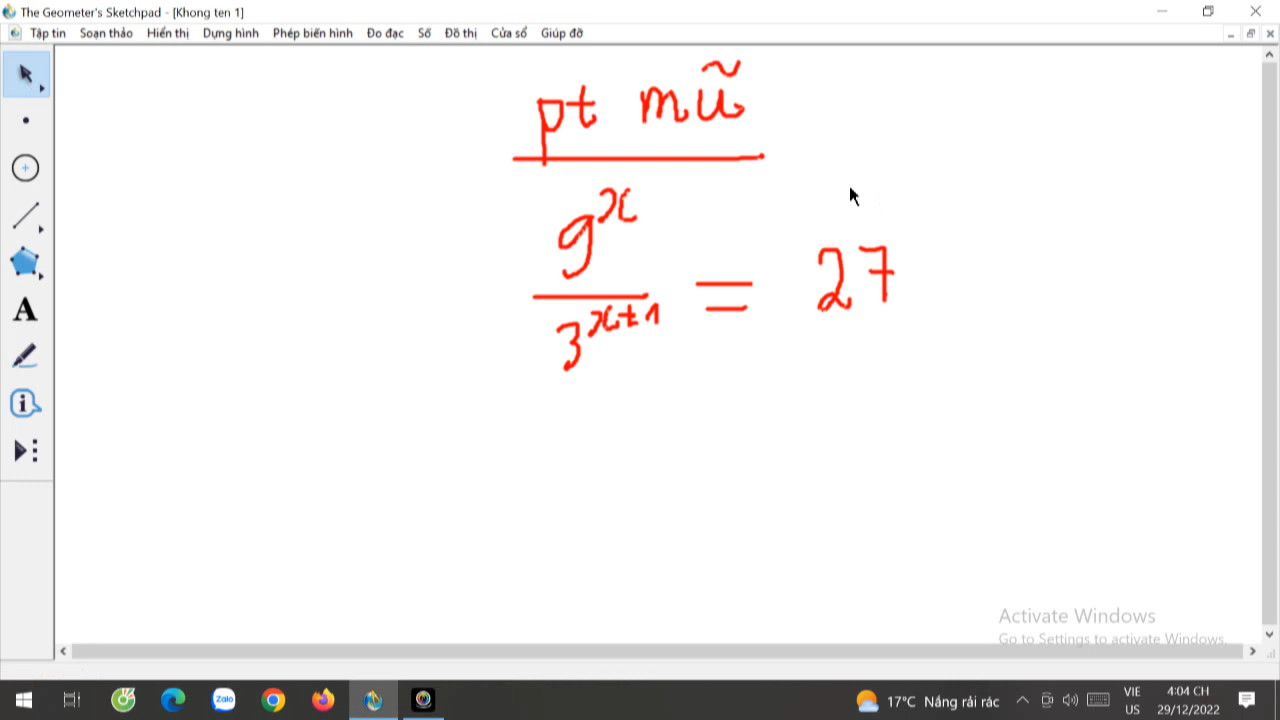 The Geometer's Sketchpad - [Khong ten 1]
Tập tin Soạn thảo Hiển thị Dựng hình Phép biến hình Đo đạc Số Đồ thị Cửa sổ Giúp đỡ
pt mũ
9^x
3^{x+1} = 27
A
Activate Windows
Go to Settings to activate Windows.
Zalo
17°C Nắng rải rác
VIE
US
4:04 CH
29/12/2022